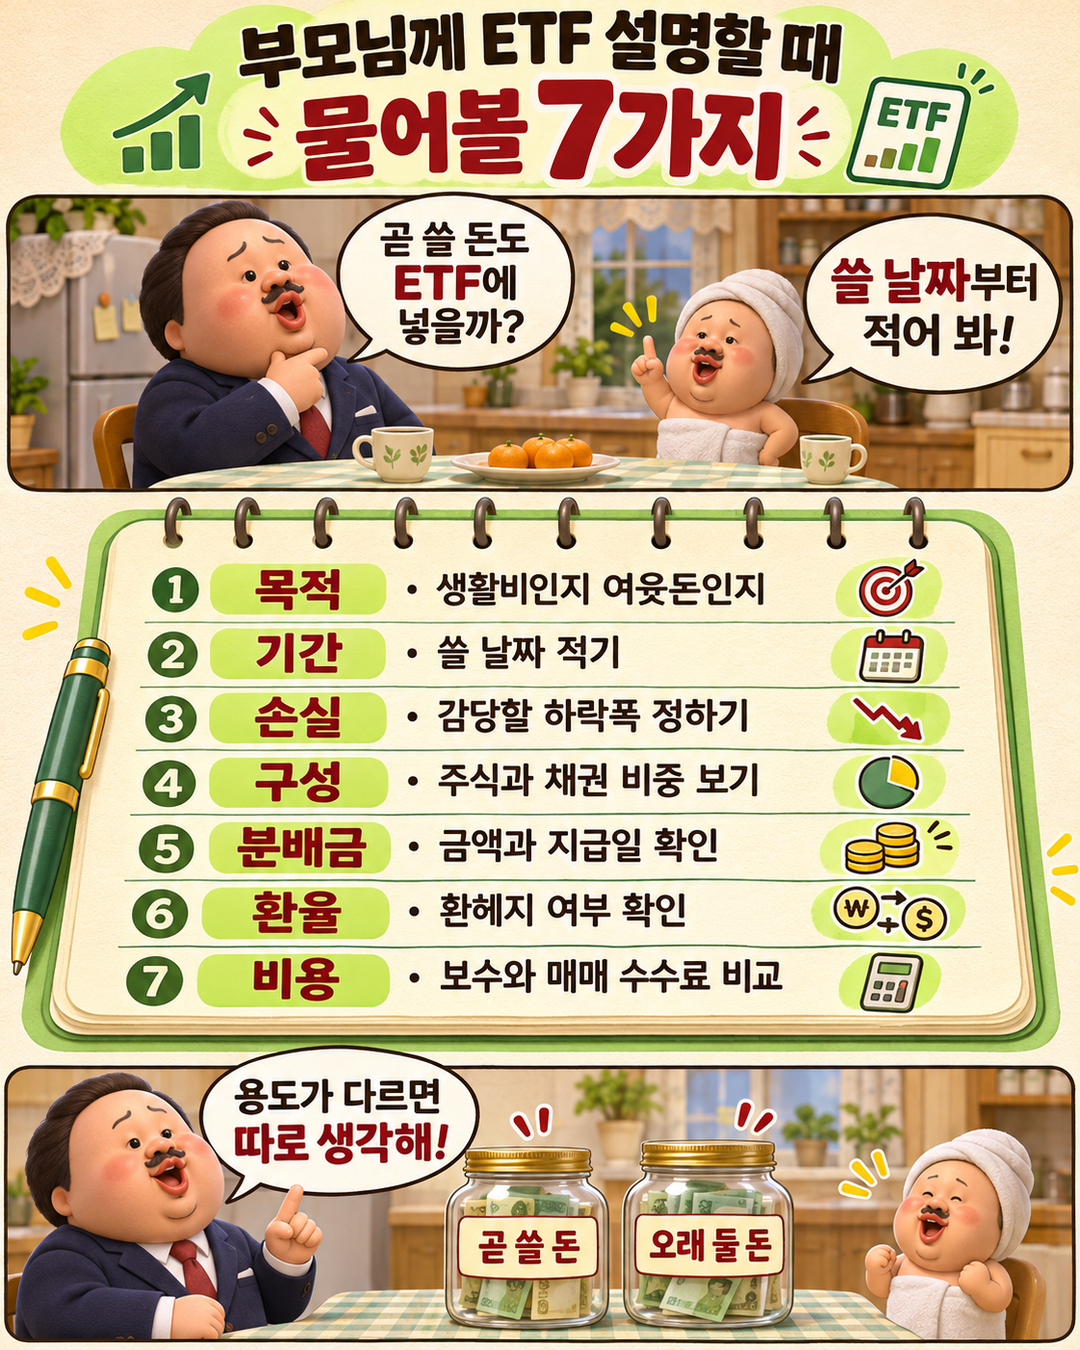 부모님께 ETF 설명할 때
물어볼 7가지
ETF
곧 쓸 돈도
ETF에
넣을까?
쓸 날짜부터
적어 봐!
1 목적 • 생활비인지 여윳돈인지
2 기간 • 쓸 날짜 적기
3 손실 • 감당할 하락폭 정하기
4 구성 • 주식과 채권 비중 보기
5 분배금 • 금액과 지급일 확인
6 환율 • 환헤지 여부 확인 ₩ $
7 비용 • 보수와 매매 수수료 비교
용도가 다르면
따로 생각해!
곧 쓸 돈
오래 둘 돈